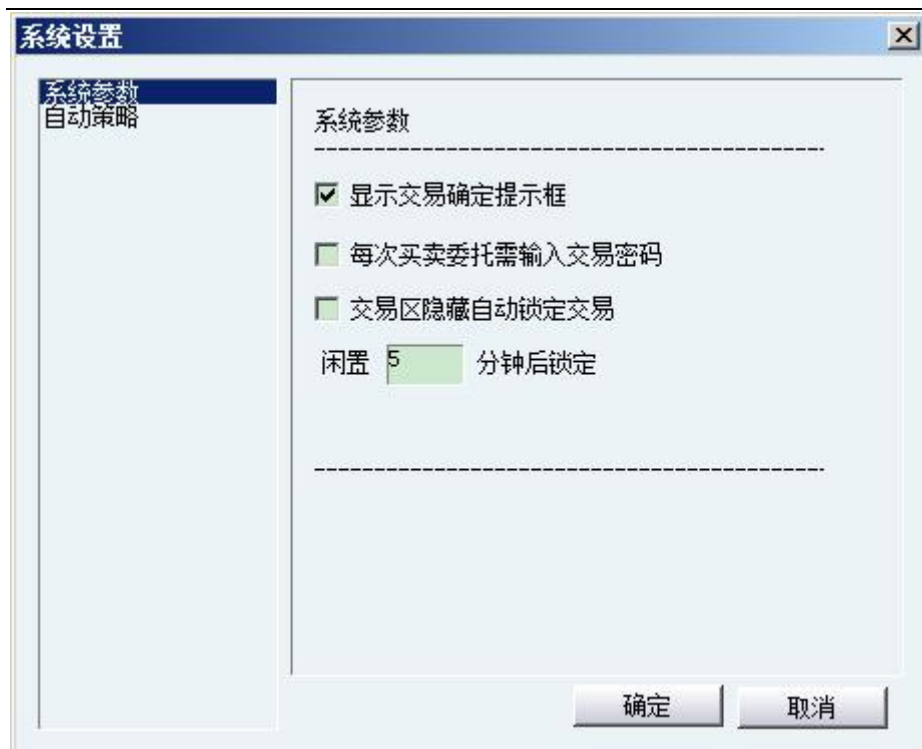 系统设置
系统参数
自动策略
系统参数
显示交易确定提示框
每次买卖委托需输入交易密码
交易区隐藏自动锁定交易
闲置 5 分钟后锁定
确定 取消